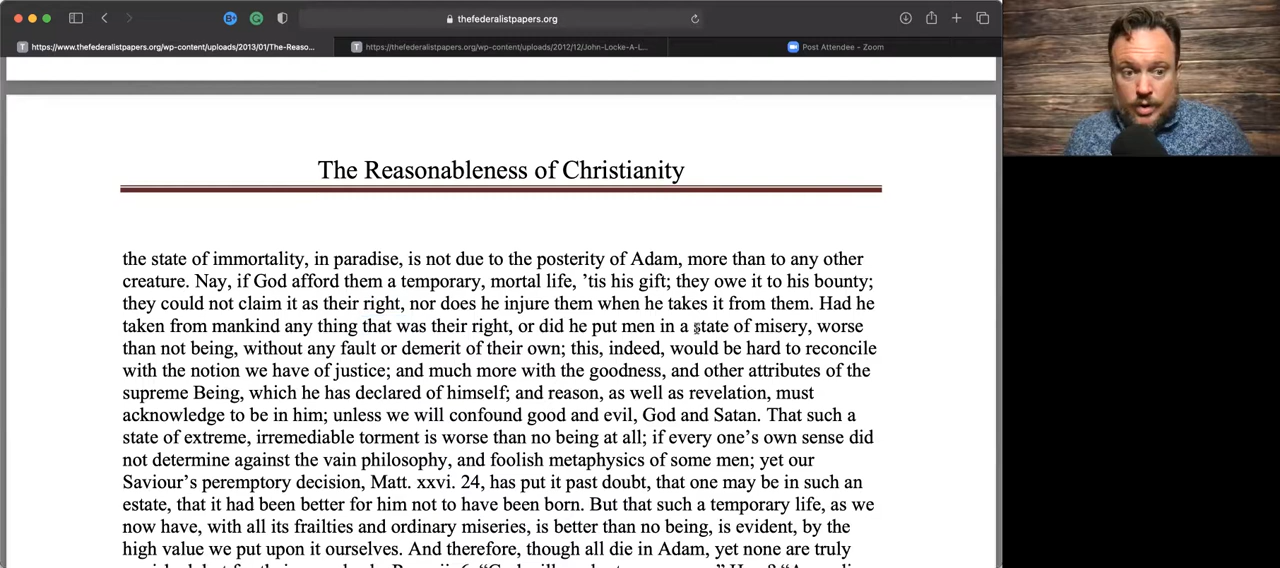 thefederalistpapers.org
https://www.thefederalistpapers.org/wp-content/uploads/2013/01/The-Reaso...
https://thefederalistpapers.org/wp-content/uploads/2012/12/John-Locke-A-L...
Post Attendee - Zoom
The Reasonableness of Christianity
the state of immortality, in paradise, is not due to the posterity of Adam, more than to any other
creature. Nay, if God afford them a temporary, mortal life, ’tis his gift; they owe it to his bounty;
they could not claim it as their right, nor does he injure them when he takes it from them. Had he
taken from mankind any thing that was their right, or did he put men in a state of misery, worse
than not being, without any fault or demerit of their own; this, indeed, would be hard to reconcile
with the notion we have of justice; and much more with the goodness, and other attributes of the
supreme Being, which he has declared of himself; and reason, as well as revelation, must
acknowledge to be in him; unless we will confound good and evil, God and Satan. That such a
state of extreme, irremediable torment is worse than no being at all; if every one’s own sense did
not determine against the vain philosophy, and foolish metaphysics of some men; yet our
Saviour’s peremptory decision, Matt. xxvi. 24, has put it past doubt, that one may be in such an
estate, that it had been better for him not to have been born. But that such a temporary life, as we
now have, with all its frailties and ordinary miseries, is better than no being, is evident, by the
high value we put upon it ourselves. And therefore, though all die in Adam, yet none are truly